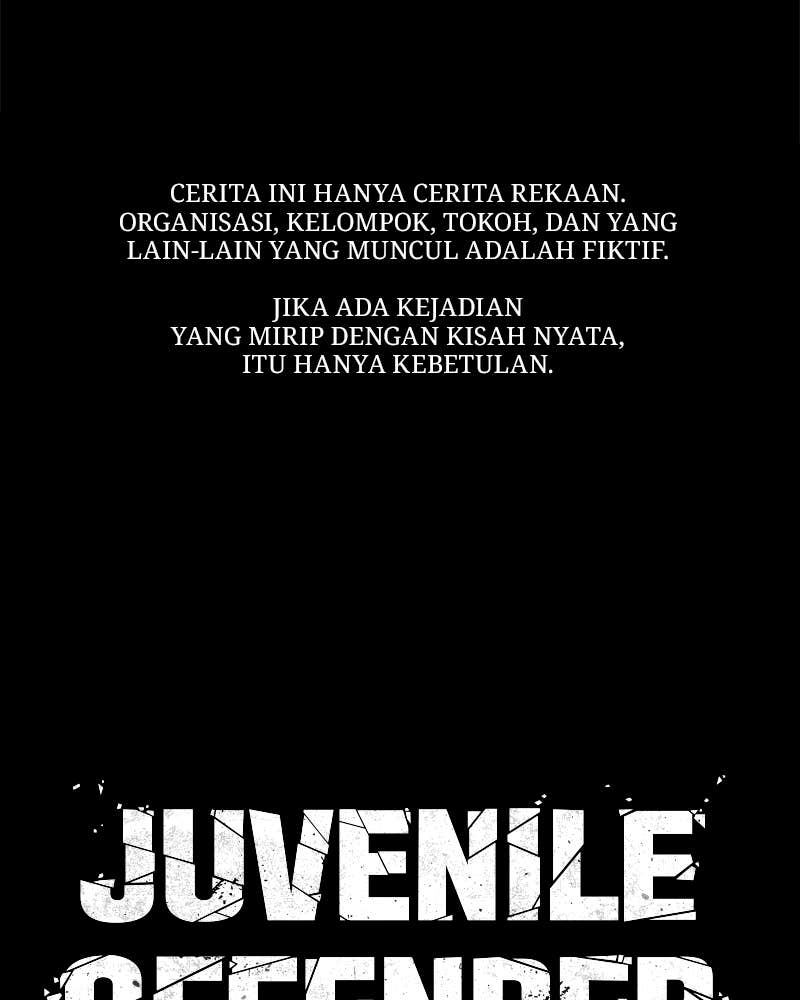 CERITA INI HANYA CERITA REKAAN.
ORGANISASI, KELOMPOK, TOKOH, DAN YANG
LAIN-LAIN YANG MUNCUL ADALAH FIKTIF.
JIKA ADA KEJADIAN
YANG MIRIP DENGAN KISAH NYATA,
ITU HANYA KEBETULAN.
JUVENILE
OFFENDER